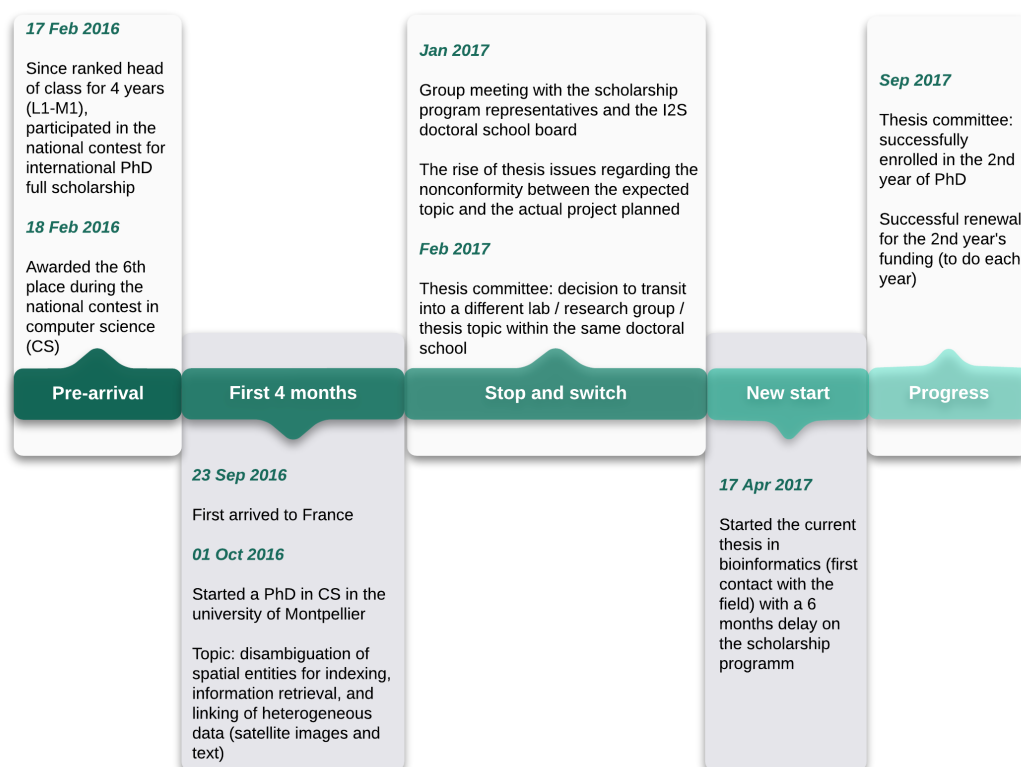 17 Feb 2016
Since ranked head
of class for 4 years
(L1-M1),
participated in the
national contest for
international PhD
full scholarship
18 Feb 2016
Awarded the 6th
place during the
national contest in
computer science
(CS)
Pre-arrival
First 4 months
23 Sep 2016
First arrived to France
01 Oct 2016
Started a PhD in CS in the
university of Montpellier
Topic: disambiguation of
spatial entities for indexing,
information retrieval, and
linking of heterogeneous
data (satellite images and
text)
Jan 2017
Group meeting with the scholarship
program representatives and the I2S
doctoral school board
The rise of thesis issues regarding the
nonconformity between the expected
topic and the actual project planned
Feb 2017
Thesis committee: decision to transit
into a different lab / research group /
thesis topic within the same doctoral
school
Stop and switch
New start
17 Apr 2017
Started the current
thesis in
bioinformatics (first
contact with the
field) with a 6
months delay on
the scholarship
programm
Sep 2017
Thesis committee:
successfully
enrolled in the 2nd
year of PhD
Successful renewal
for the 2nd year's
funding (to do each
year)
Progress